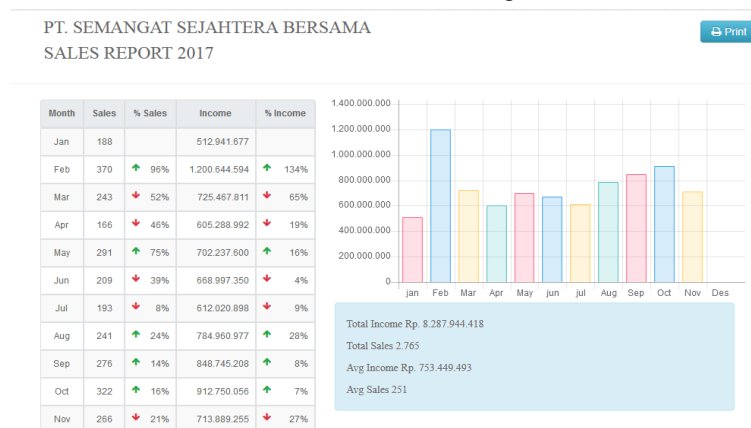 PT. SEMANGAT SEJAHTERA BERSAMA
SALES REPORT 2017
Print
Month Sales % Sales Income % Income
Jan 188 512.941.677
Feb 370 96% 1.200.644.594 134%
Mar 243 52% 725.467.811 65%
Apr 166 46% 605.288.992 19%
May 291 75% 702.237.600 16%
Jun 209 39% 668.997.350 4%
Jul 193 8% 612.020.898 9%
Aug 241 24% 784.960.977 28%
Sep 276 14% 848.745.208 8%
Oct 322 16% 912.750.056 7%
Nov 266 21% 713.889.255 27%
1.400.000.000
1.200.000.000
1.000.000.000
800.000.000
600.000.000
400.000.000
200.000.000
0
jan Feb Mar Apr May jun jul Aug Sep Oct Nov Des
Total Income Rp. 8.287.944.418
Total Sales 2.765
Avg Income Rp. 753.449.493
Avg Sales 251